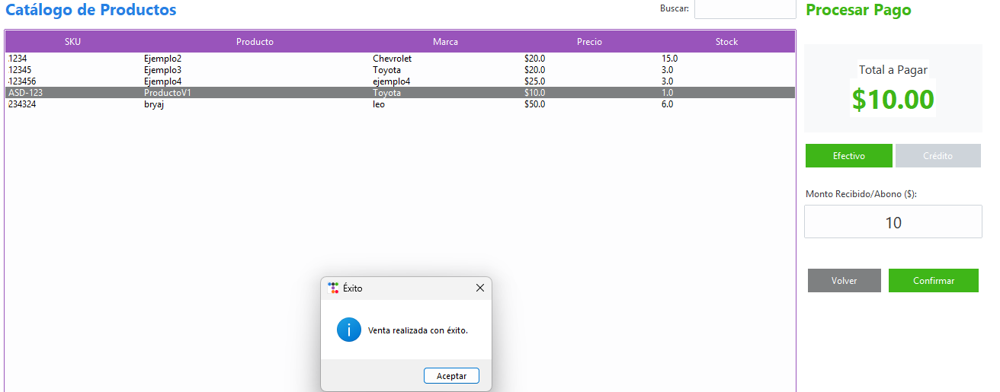 Catálogo de Productos
Buscar:
SKU Producto Marca Precio Stock
1234 Ejemplo2 Chevrolet $20.0 15.0
12345 Ejemplo3 Toyota $20.0 3.0
123456 Ejemplo4 ejemplo4 $25.0 3.0
ASD-123 ProductoV1 Toyota $10.0 1.0
234324 bryaj leo $50.0 6.0
Procesar Pago
Total a Pagar
$10.00
Efectivo Crédito
Monto Recibido/Abono ($):
10
Volver Confirmar
Éxito
Venta realizada con éxito.
Aceptar